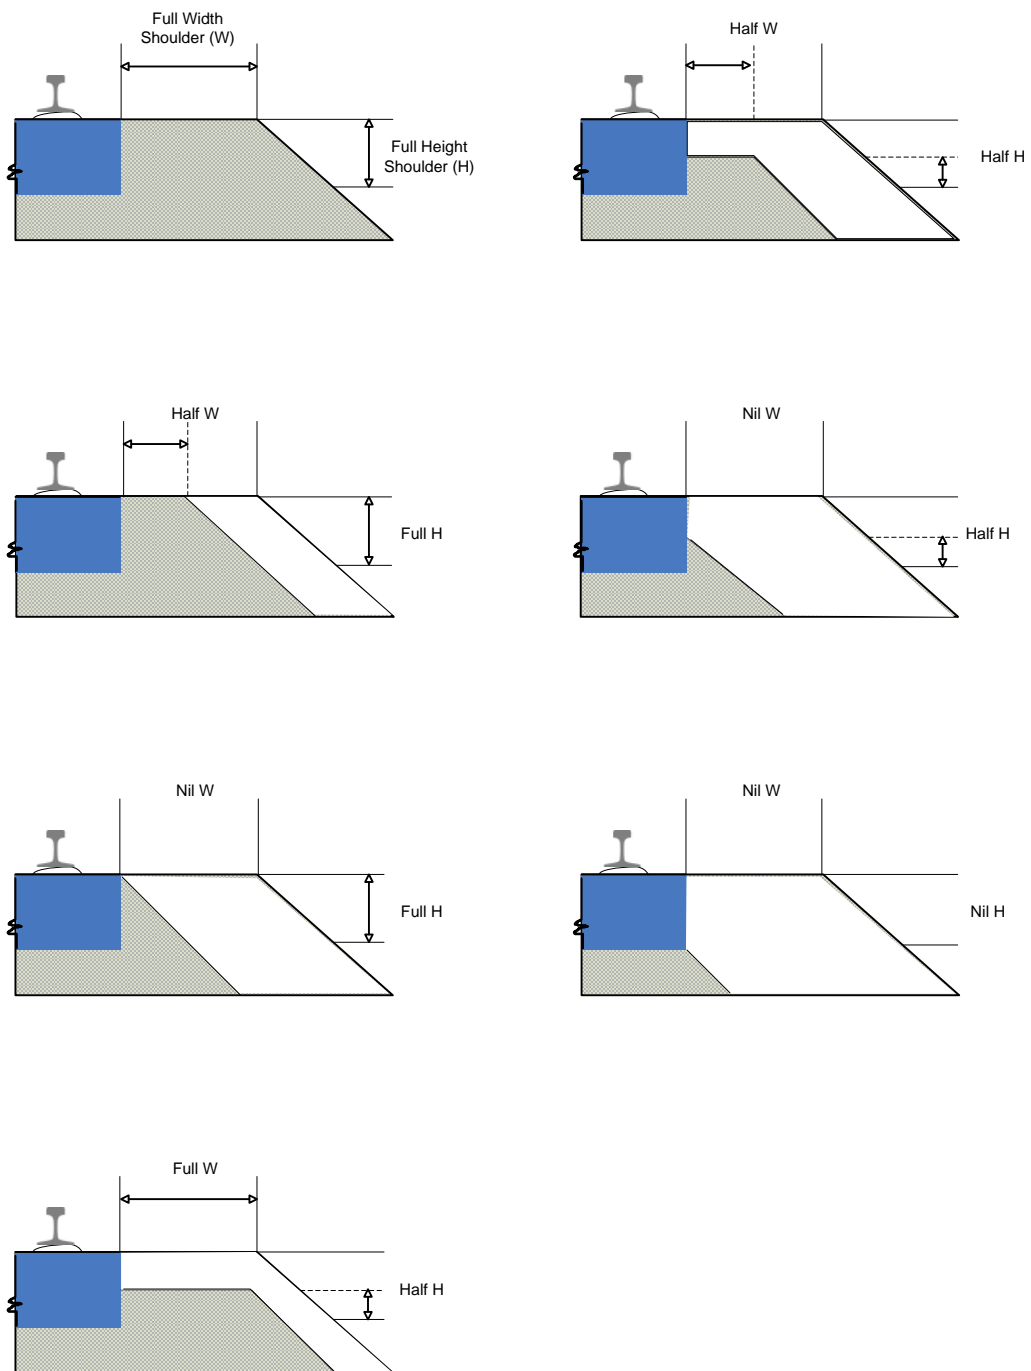 Full Width
Shoulder (W)
Half W
Full Height
Shoulder (H)
Half H
Half W
Nil W
Full H
Half H
Nil W
Nil W
Full H
Nil H
Full W
Half H